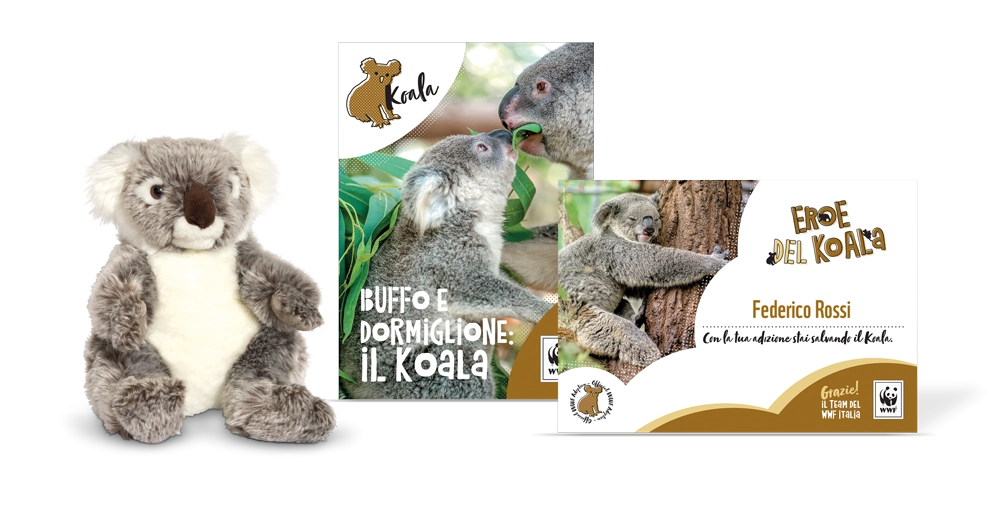 Koala
BUFFO E
DORMIGLIONE:
IL KOALA
WWF
EROE
DEL KOALA
Federico Rossi
Con la tua adozione stai salvando il Koala.
Grazie!
IL TEAM DEL
WWF ITALIA
WWF